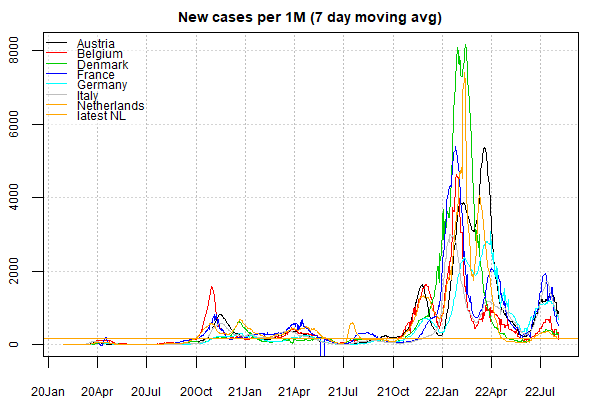 New cases per 1M (7 day moving avg)
8000
6000
4000
2000
0
Austria
Belgium
Denmark
France
Germany
Italy
Netherlands
latest NL
20Jan 20Apr 20Jul 20Oct 21Jan 21Apr 21Jul 21Oct 22Jan 22Apr 22Jul